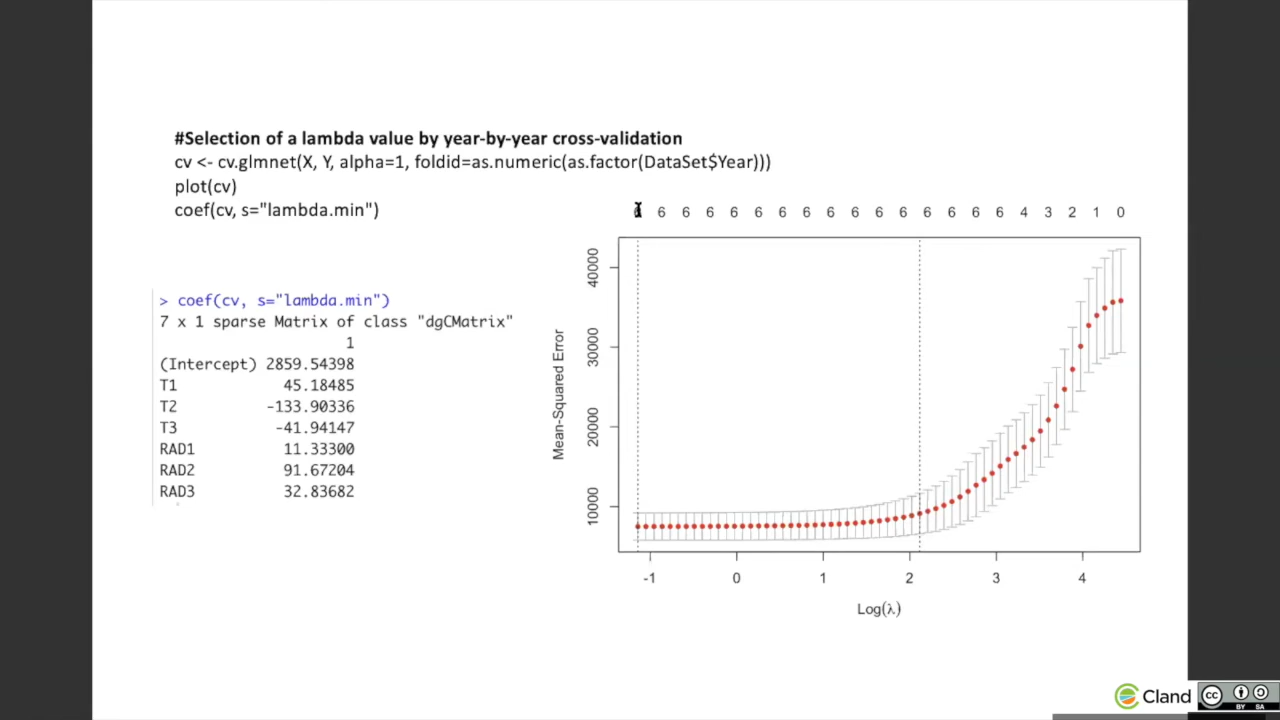 #Selection of a lambda value by year-by-year cross-validation
cv <- cv.glmnet(X, Y, alpha=1, foldid=as.numeric(as.factor(DataSet$Year)))
plot(cv)
coef(cv, s="lambda.min")
> coef(cv, s="lambda.min")
7 x 1 sparse Matrix of class "dgCMatrix"
1
(Intercept) 2859.54398
T1 45.18485
T2 -133.90336
T3 -41.94147
RAD1 11.33300
RAD2 91.67204
RAD3 32.83682
6 6 6 6 6 6 6 6 6 6 6 6 6 6 6 4 3 2 1 0
Mean-Squared Error
40000
30000
20000
10000
-1 0 1 2 3 4
Log(λ)
Cland
cc
BY SA